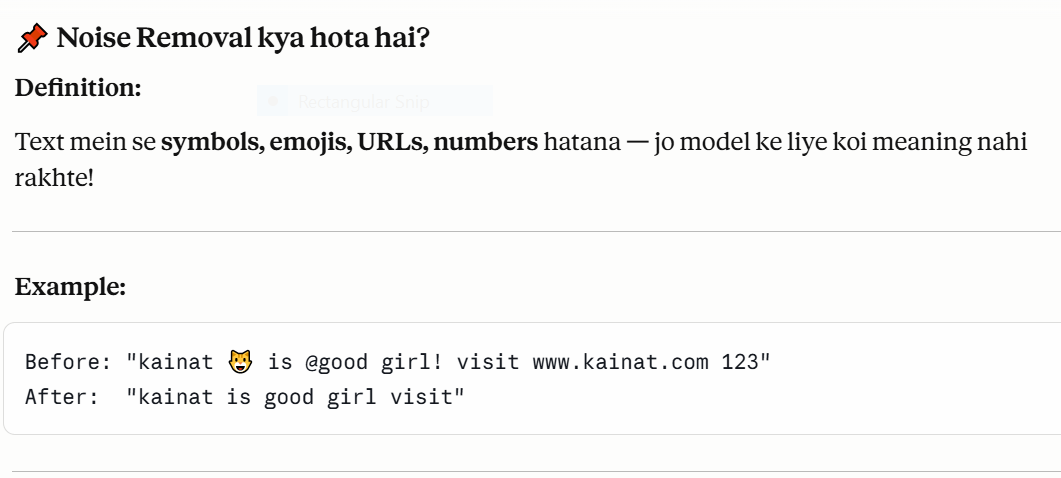 📌 Noise Removal kya hota hai?
Definition:
Rectangular Snip
Text mein se symbols, emojis, URLs, numbers hatana — jo model ke liye koi meaning nahi
rakhte!
Example:
Before: "kainat 🐱 is @good girl! visit www.kainat.com 123"
After:  "kainat is good girl visit"